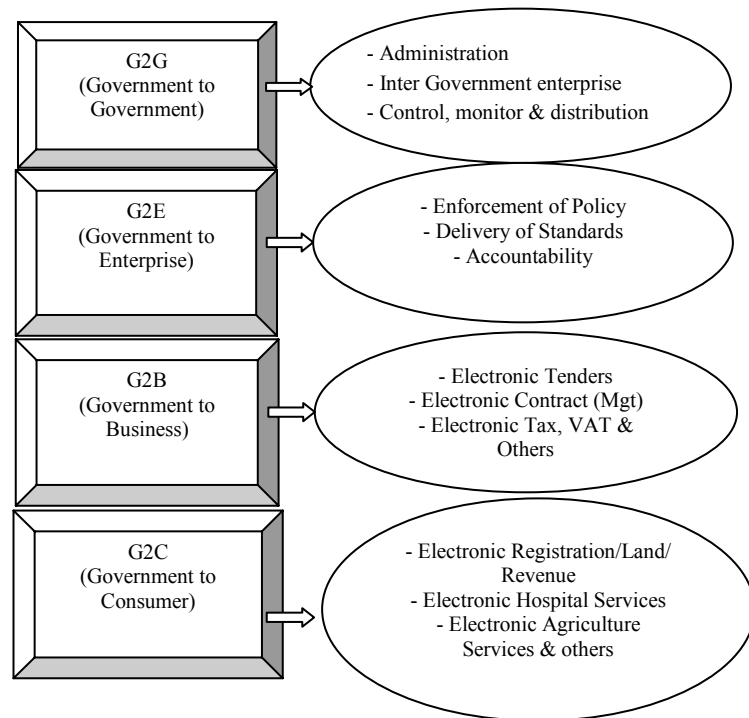 G2G
(Government to
Government)
- Administration
- Inter Government enterprise
- Control, monitor & distribution
G2E
(Government to
Enterprise)
- Enforcement of Policy
- Delivery of Standards
- Accountability
G2B
(Government to
Business)
- Electronic Tenders
- Electronic Contract (Mgt)
- Electronic Tax, VAT &
Others
G2C
(Government to
Consumer)
- Electronic Registration/Land/
Revenue
- Electronic Hospital Services
- Electronic Agriculture
Services & others